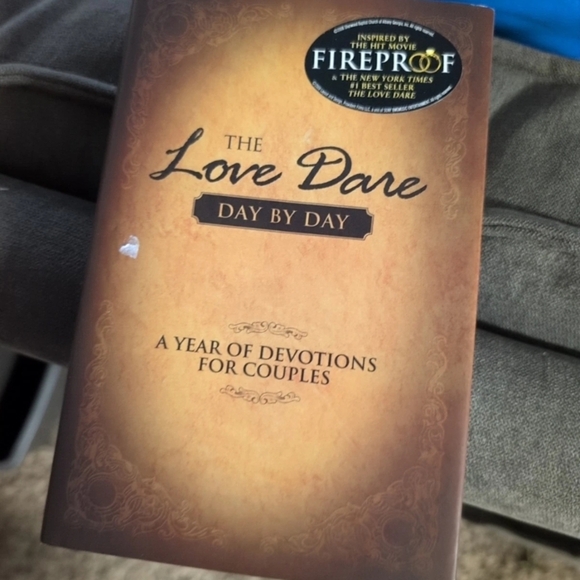 INSPIRED BY
THE HIT MOVIE
FIREPROOF
& THE NEW YORK TIMES
#1 BEST SELLER
THE LOVE DARE
THE
Love Dare
DAY BY DAY
A YEAR OF DEVOTIONS
FOR COUPLES